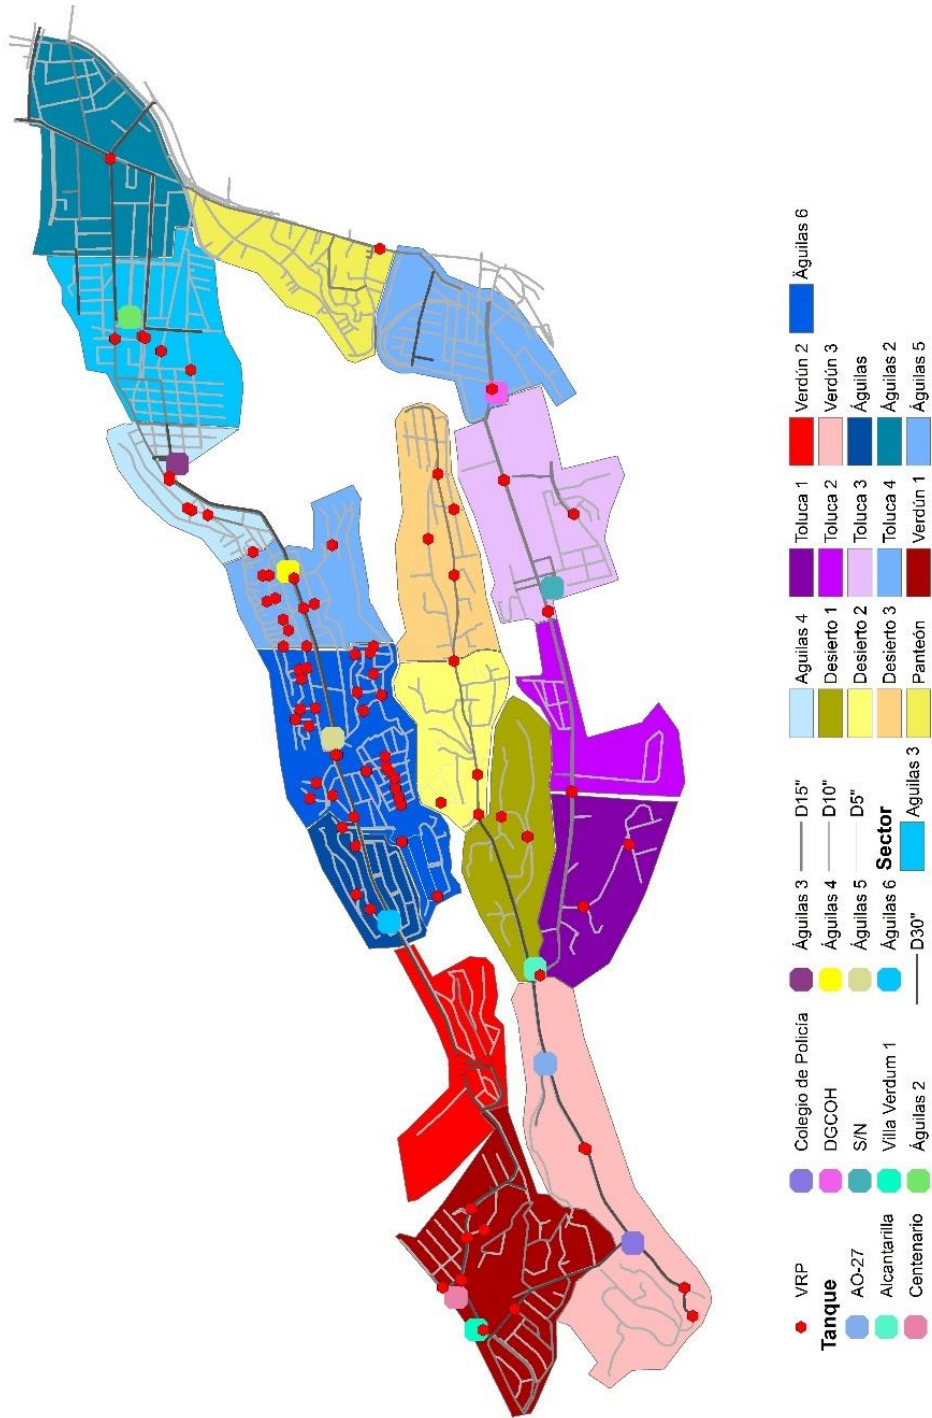 VRP
Tanque
AO-27
Alcantarilla
Centenario
Colegio de Policía
DGCOH
S/N
Villa Verdum 1
Águilas 2
Águilas 3
Águilas 4
Águilas 5
Águilas 6
D30"
D15"
D10"
D5"
Sector
Aguilas 3
Aguilas 4
Desierto 1
Desierto 2
Desierto 3
Panteón
Toluca 1
Toluca 2
Toluca 3
Toluca 4
Verdún 1
Verdún 2
Verdún 3
Águilas
Águilas 2
Águilas 5
Águilas 6